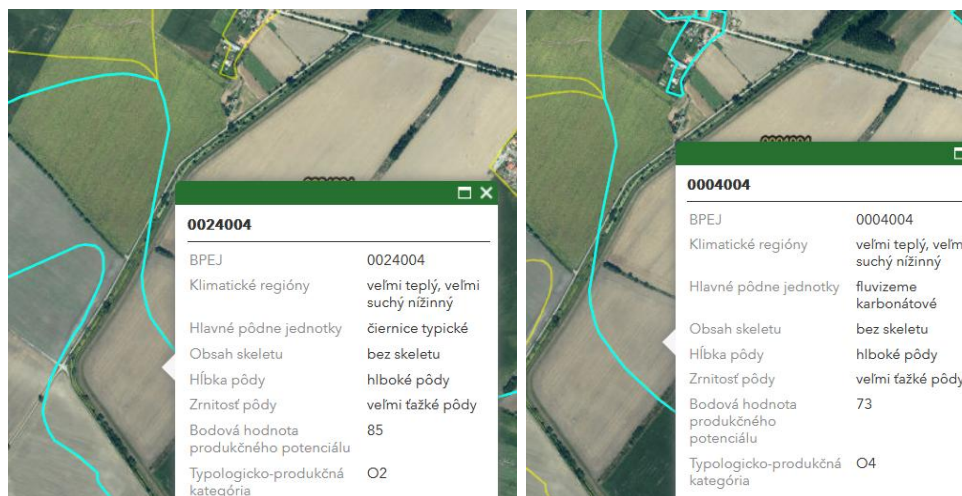 0024004
BPEJ 0024004
Klimatické regióny veľmi teplý, veľmi
suchý nížinný
Hlavné pôdne jednotky čiernice typické
Obsah skeletu bez skeletu
Hĺbka pôdy hlboké pôdy
Zrnitosť pôdy veľmi ťažké pôdy
Bodová hodnota 85
produkčného potenciálu
Typologicko-produkčná O2
kategória
0004004
0004004
BPEJ 0004004
Klimatické regióny veľmi teplý, veľm
suchý nížinný
Hlavné pôdne jednotky fluvizeme
karbonátové
Obsah skeletu bez skeletu
Hĺbka pôdy hlboké pôdy
Zrnitosť pôdy veľmi ťažké pôdy
Bodová hodnota 73
produkčného
potenciálu
Typologicko-produkčná O4
kategória